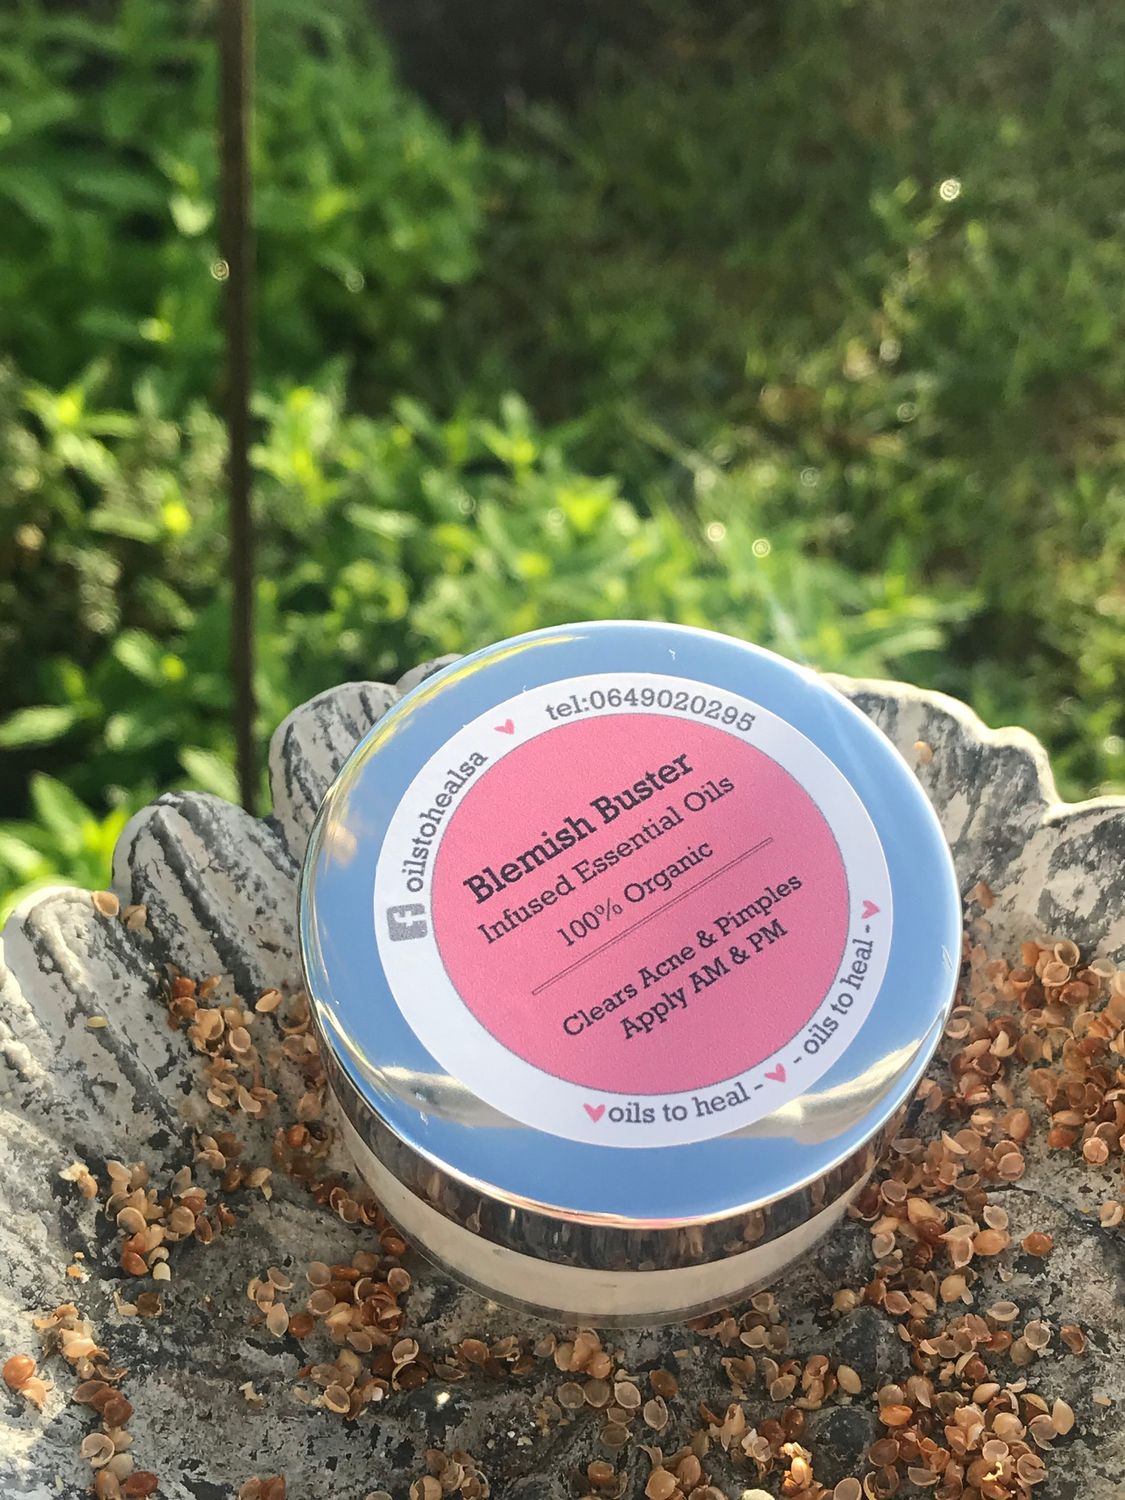 oilstohealsa
tel:0649020295
Blemish Buster
Infused Essential Oils
100% Organic
Clears Acne & Pimples
Apply AM & PM
oils to heal - - oils to heal -